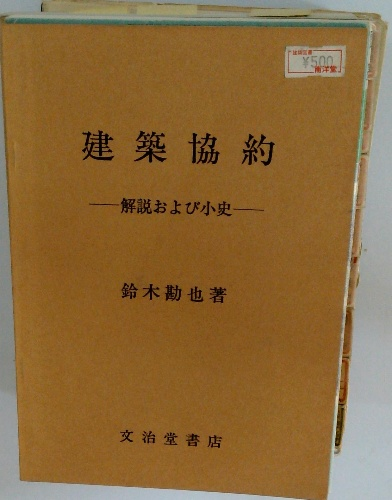 ¥500
南洋堂
建築協約
——解説および小史——
鈴木勘也著
文治堂書店